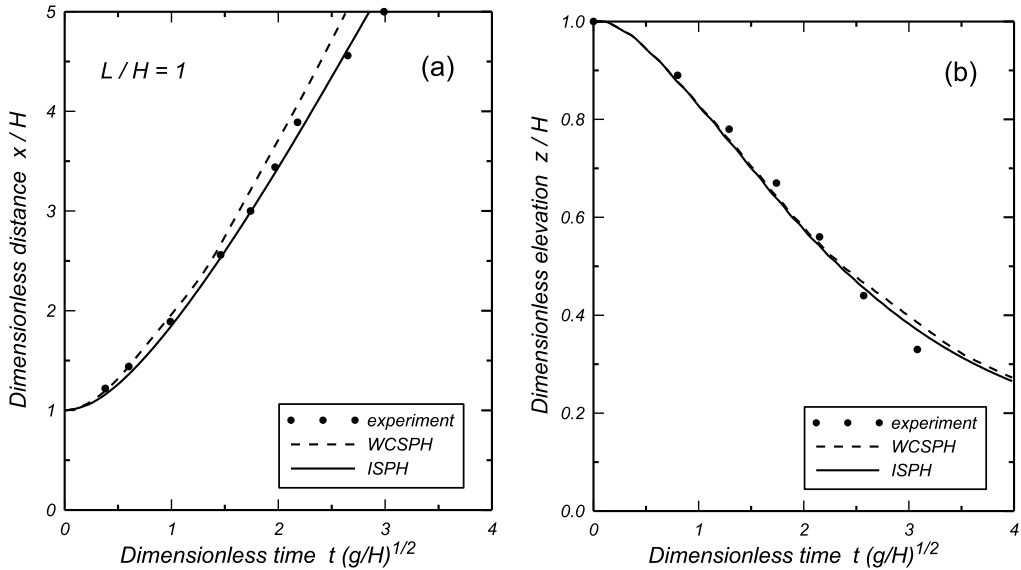 5
4
3
2
1
0
0
1
2
3
4
L / H = 1
(a)
Dimensionless distance x / H
experiment
WCSPH
ISPH
Dimensionless time t (g/H)1/2
1.0
0.8
0.6
0.4
0.2
0.0
0
1
2
3
4
(b)
Dimensionless elevation z / H
experiment
WCSPH
ISPH
Dimensionless time t (g/H)1/2